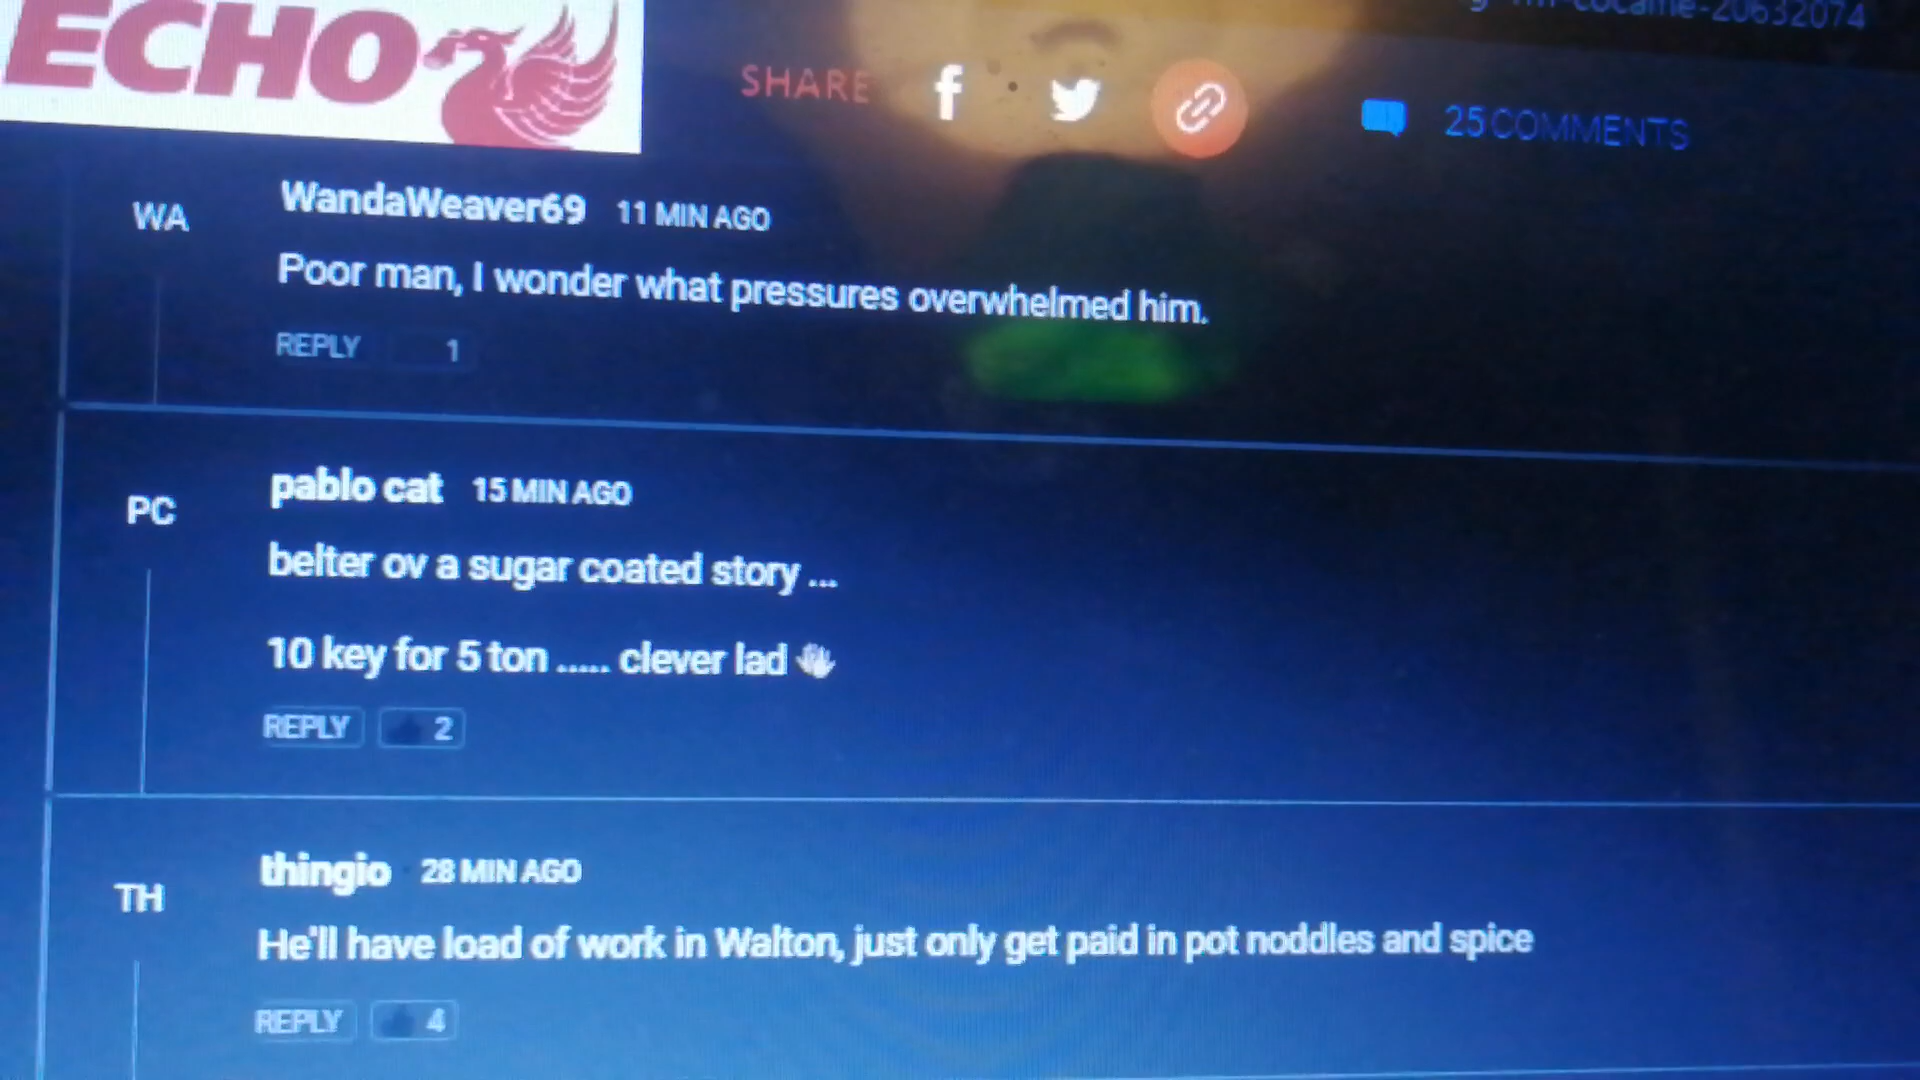 ECHO
cocaine-20632074
SHARE
25 COMMENTS
WA
WandaWeaver69 11 MIN AGO
Poor man, I wonder what pressures overwhelmed him.
REPLY 1
PC
pablo cat 15 MIN AGO
belter ov a sugar coated story ...
10 key for 5 ton ..... clever lad 👋
REPLY 2
TH
thingio 28 MIN AGO
He'll have load of work in Walton, just only get paid in pot noddles and spice
REPLY 4